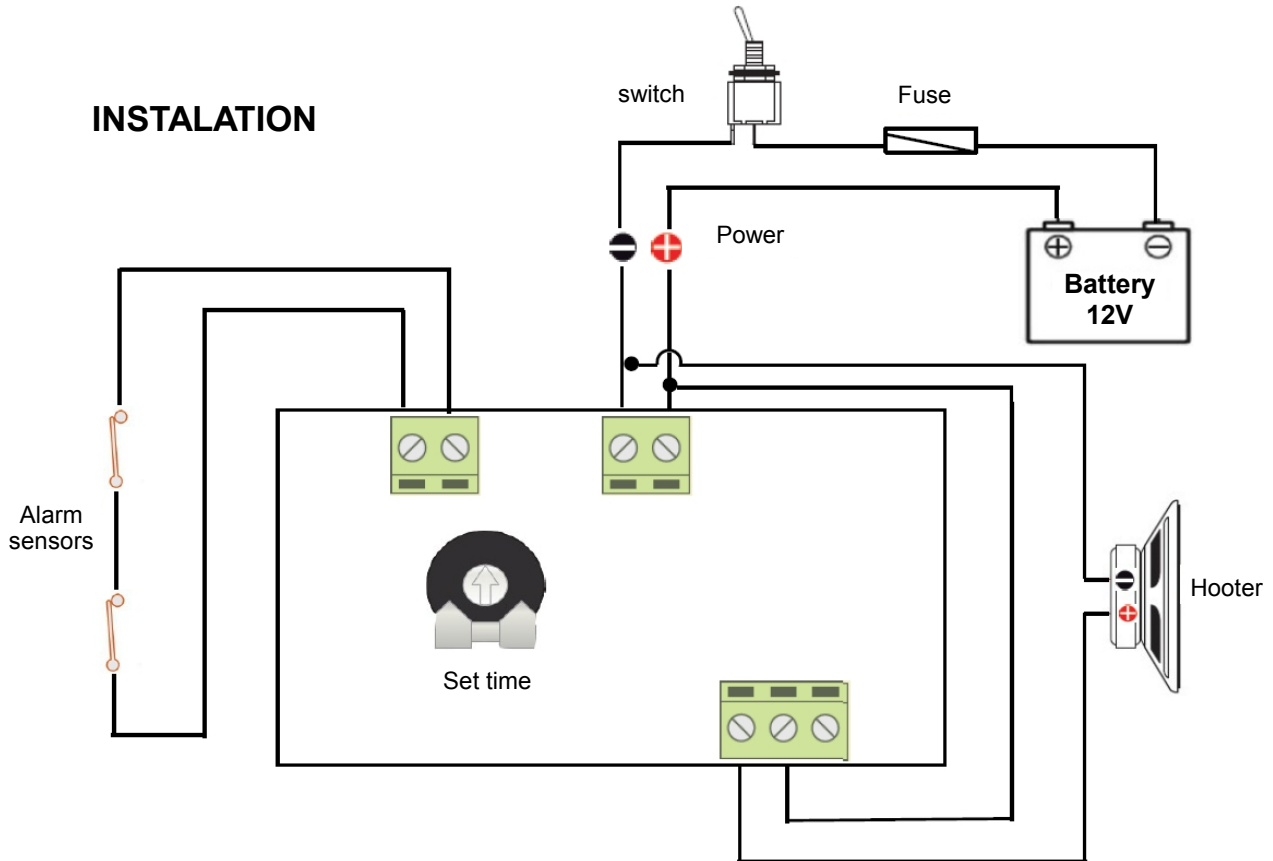 INSTALATION
switch
Fuse
Power
Battery
12V
Alarm
sensors
Hooter
Set time